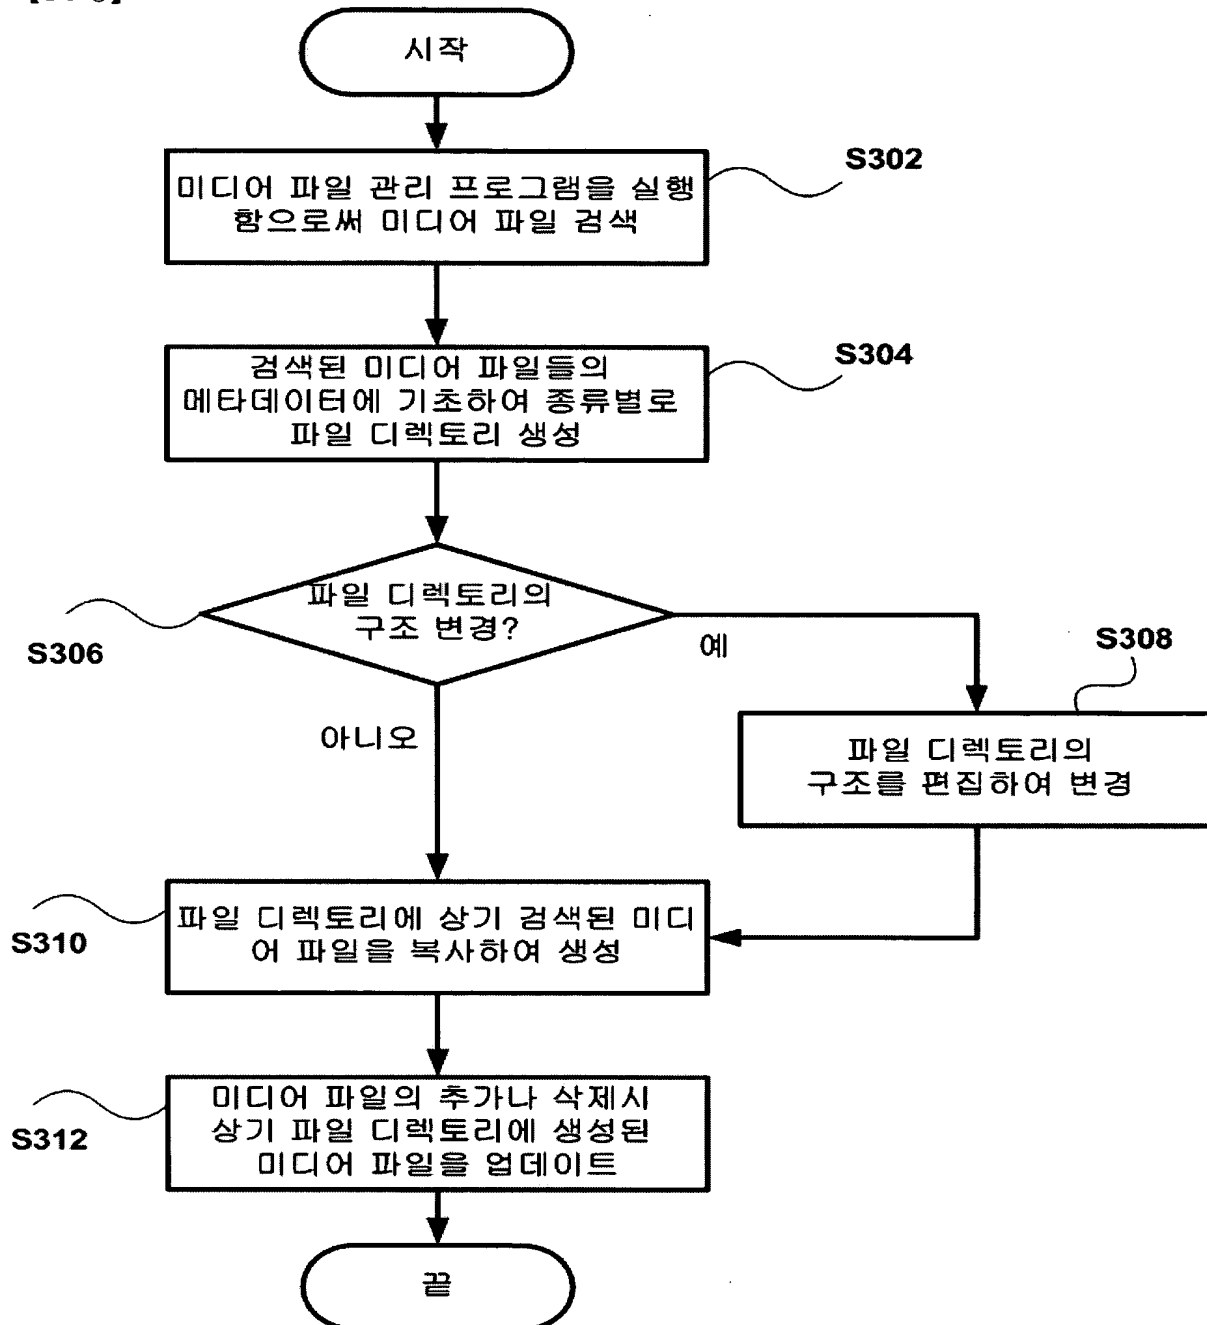 시작
S302
미디어 파일 관리 프로그램을 실행
함으로써 미디어 파일 검색
S304
검색된 미디어 파일들의
메타데이터에 기초하여 종류별로
파일 디렉토리 생성
파일 디렉토리의
구조 변경?
S306
예
S308
아니오
파일 디렉토리의
구조를 편집하여 변경
파일 디렉토리에 상기 검색된 미디
어 파일을 복사하여 생성
S310
미디어 파일의 추가나 삭제시
상기 파일 디렉토리에 생성된
미디어 파일을 업데이트
S312
끝